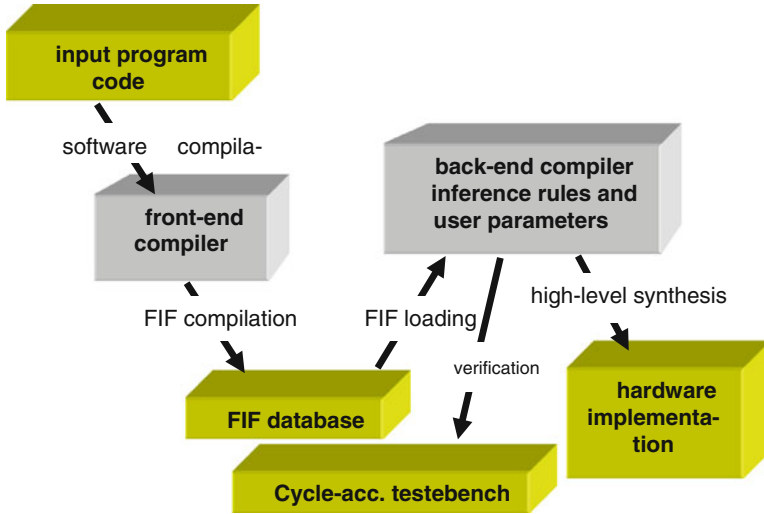 input program
code
software compila-
front-end
compiler
back-end compiler
inference rules and
user parameters
FIF compilation
FIF loading
high-level synthesis
verification
FIF database
hardware
implementa-
tion
Cycle-acc. testebench